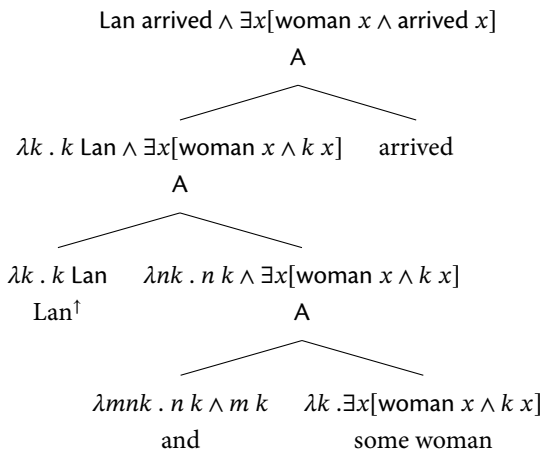 Lan arrived ∧ ∃x[woman x ∧ arrived x]
A
λk . k Lan ∧ ∃x[woman x ∧ k x] arrived
A
λk . k Lan λnk . n k ∧ ∃x[woman x ∧ k x]
Lan↑ A
λmnk . n k ∧ m k λk .∃x[woman x ∧ k x]
and some woman